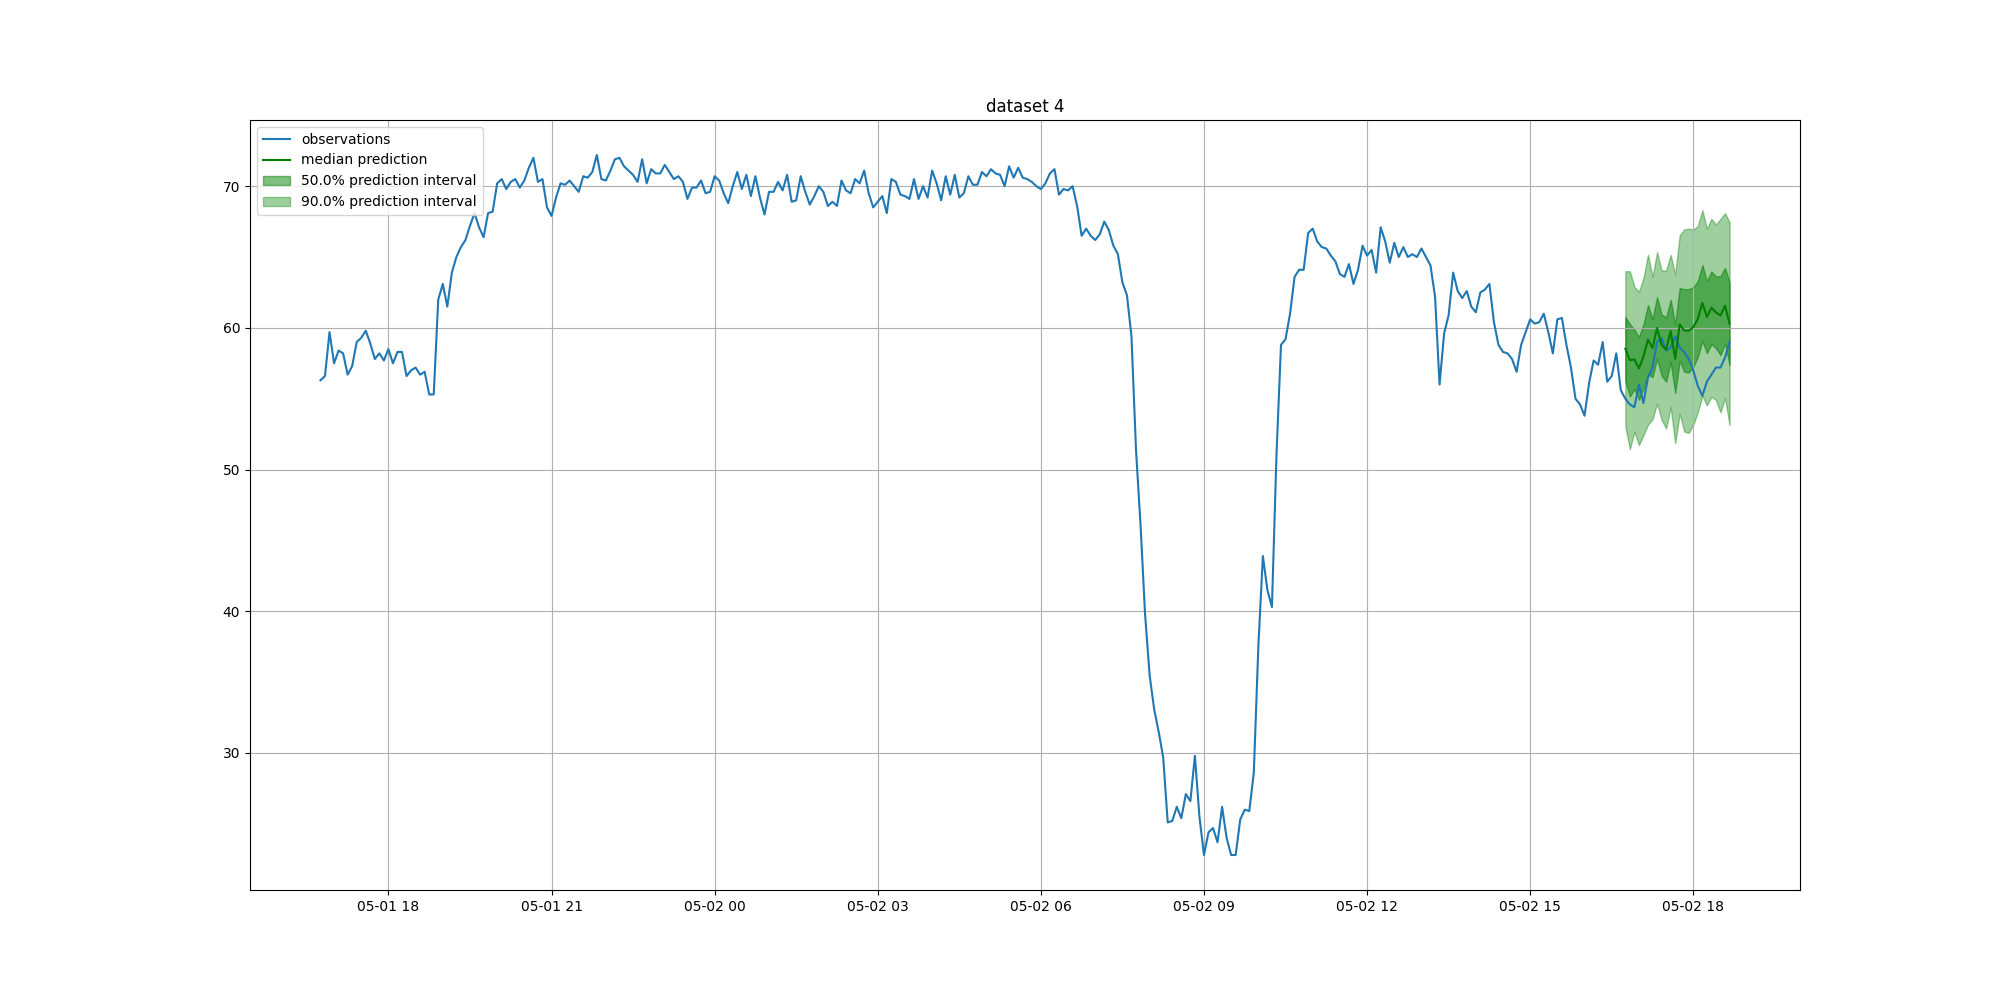 dataset 4
observations
median prediction
50.0% prediction interval
90.0% prediction interval
70
60
50
40
30
05-01 18
05-01 21
05-02 00
05-02 03
05-02 06
05-02 09
05-02 12
05-02 15
05-02 18